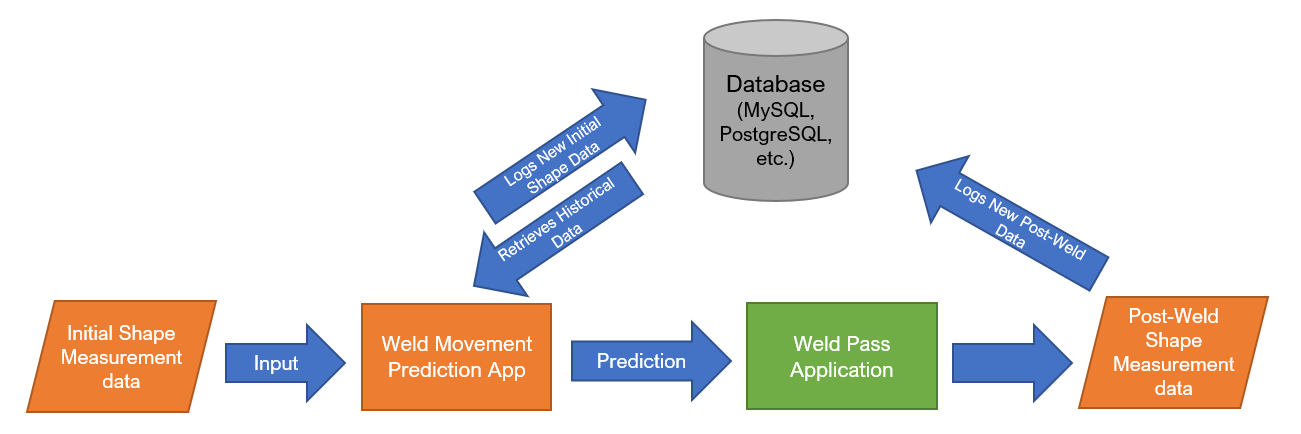 Database
(MySQL,
PostgreSQL,
etc.)
Logs New Initial
Shape Data
Retrieves Historical
Data
Logs New Post-Weld
Data
Initial Shape
Measurement
data
Input
Weld Movement
Prediction App
Prediction
Weld Pass
Application
Post-Weld
Shape
Measurement
data